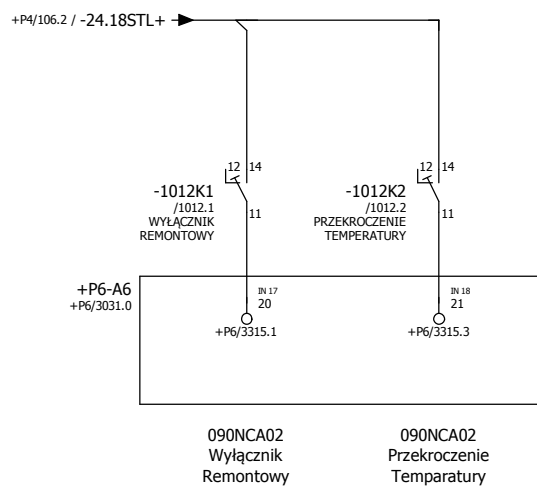 +P4/106.2 / -24.18STL+
12 14
12 14
-1012K1
/1012.1
WYŁĄCZNIK
REMONTOWY
11
-1012K2
/1012.2
PRZEKROCZENIE
TEMPERATURY
11
+P6-A6
+P6/3031.0
IN 17
20
+P6/3315.1
IN 18
21
+P6/3315.3
090NCA02
Wyłącznik
Remontowy
090NCA02
Przekroczenie
Temparatury